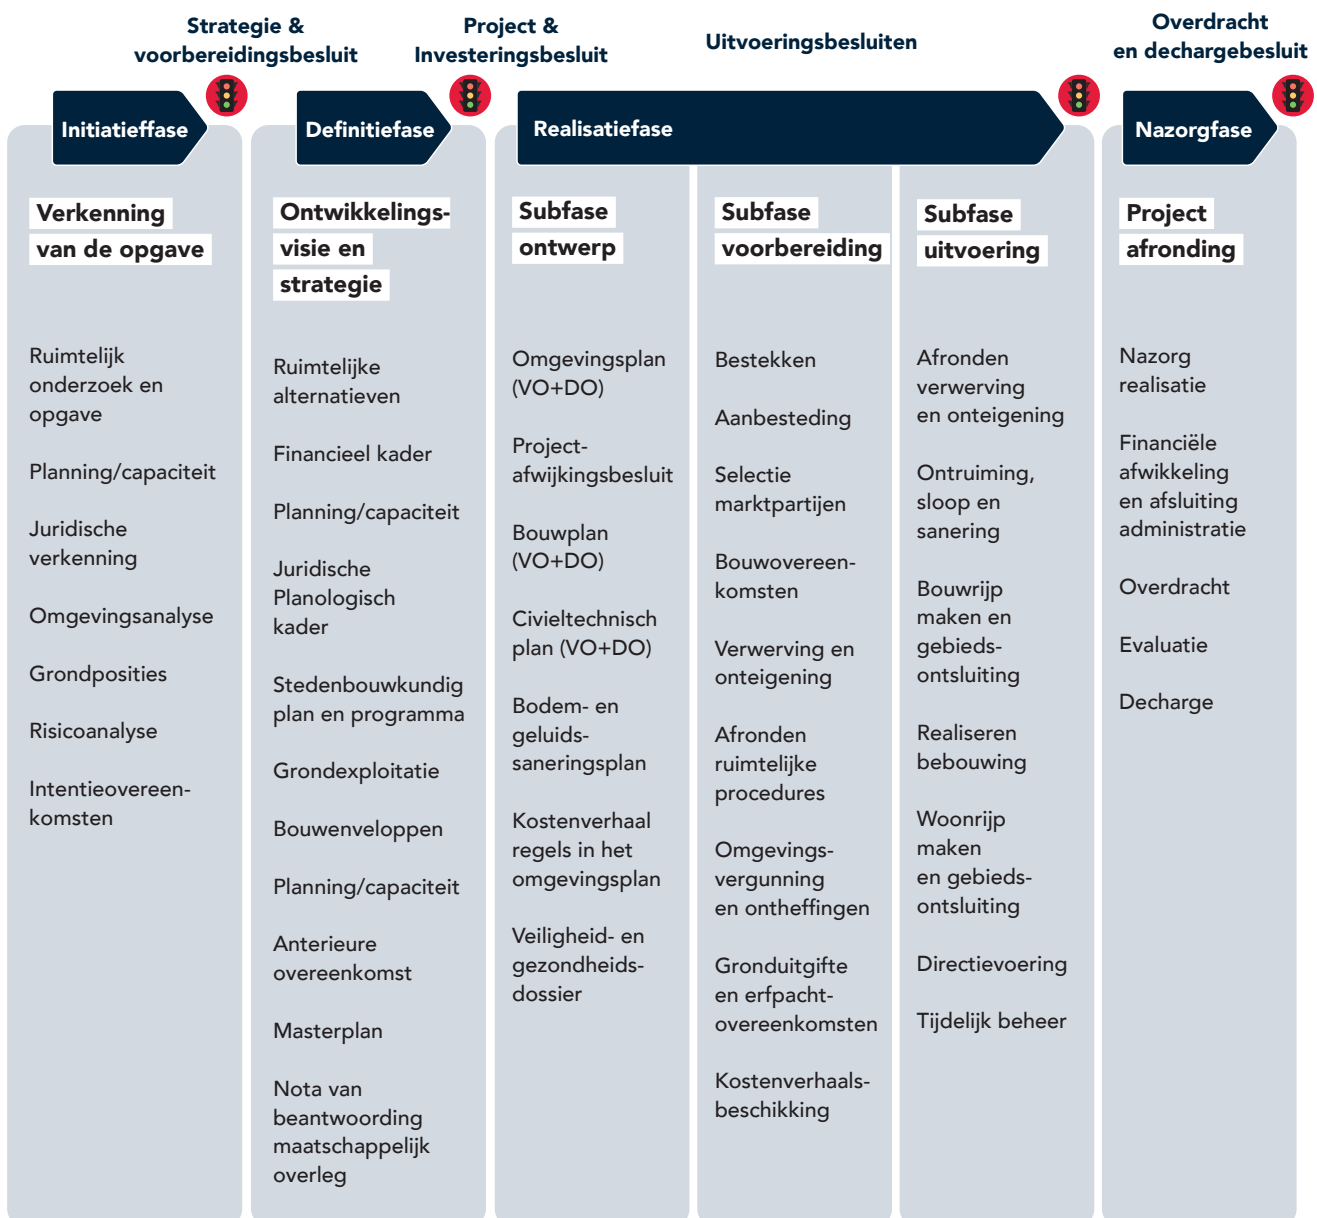 Strategie &
voorbereidingsbesluit
Project &
Investeringsbesluit
Uitvoeringsbesluiten
Overdracht
en dechargebesluit
Initiatieffase
Definitiefase
Realisatiefase
Nazorgfase
Verkenning
van de opgave
Ruimtelijk
onderzoek en
opgave
Planning/capaciteit
Juridische
verkenning
Omgevingsanalyse
Grondposities
Risicoanalyse
Intentieovereen-
komsten
Ontwikkelings-
visie en
strategie
Ruimtelijke
alternatieven
Financieel kader
Planning/capaciteit
Juridische
Planologisch
kader
Stedenbouwkundig
plan en programma
Grondexploitatie
Bouwenveloppen
Planning/capaciteit
Anterieure
overeenkomst
Masterplan
Nota van
beantwoording
maatschappelijk
overleg
Subfase
ontwerp
Omgevingsplan
(VO+DO)
Project-
afwijkingsbesluit
Bouwplan
(VO+DO)
Civieltechnisch
plan (VO+DO)
Bodem- en
geluids-
saneringsplan
Kostenverhaal
regels in het
omgevingsplan
Veiligheid- en
gezondheids-
dossier
Subfase
voorbereiding
Bestekken
Aanbesteding
Selectie
marktpartijen
Bouwovereen-
komsten
Verwerving en
onteigening
Afronden
ruimtelijke
procedures
Omgevings-
vergunning
en ontheffingen
Gronduitgifte
en erfpacht-
overeenkomsten
Kostenverhaals-
beschikking
Subfase
uitvoering
Afronden
verwerving
en onteigening
Ontruiming,
sloop en
sanering
Bouwrijp
maken en
gebieds-
ontsluiting
Realiseren
bebouwing
Woonrijp
maken
en gebieds-
ontsluiting
Directievoering
Tijdelijk beheer
Project
afronding
Nazorg
realisatie
Financiële
afwikkeling
en afsluiting
administratie
Overdracht
Evaluatie
Decharge